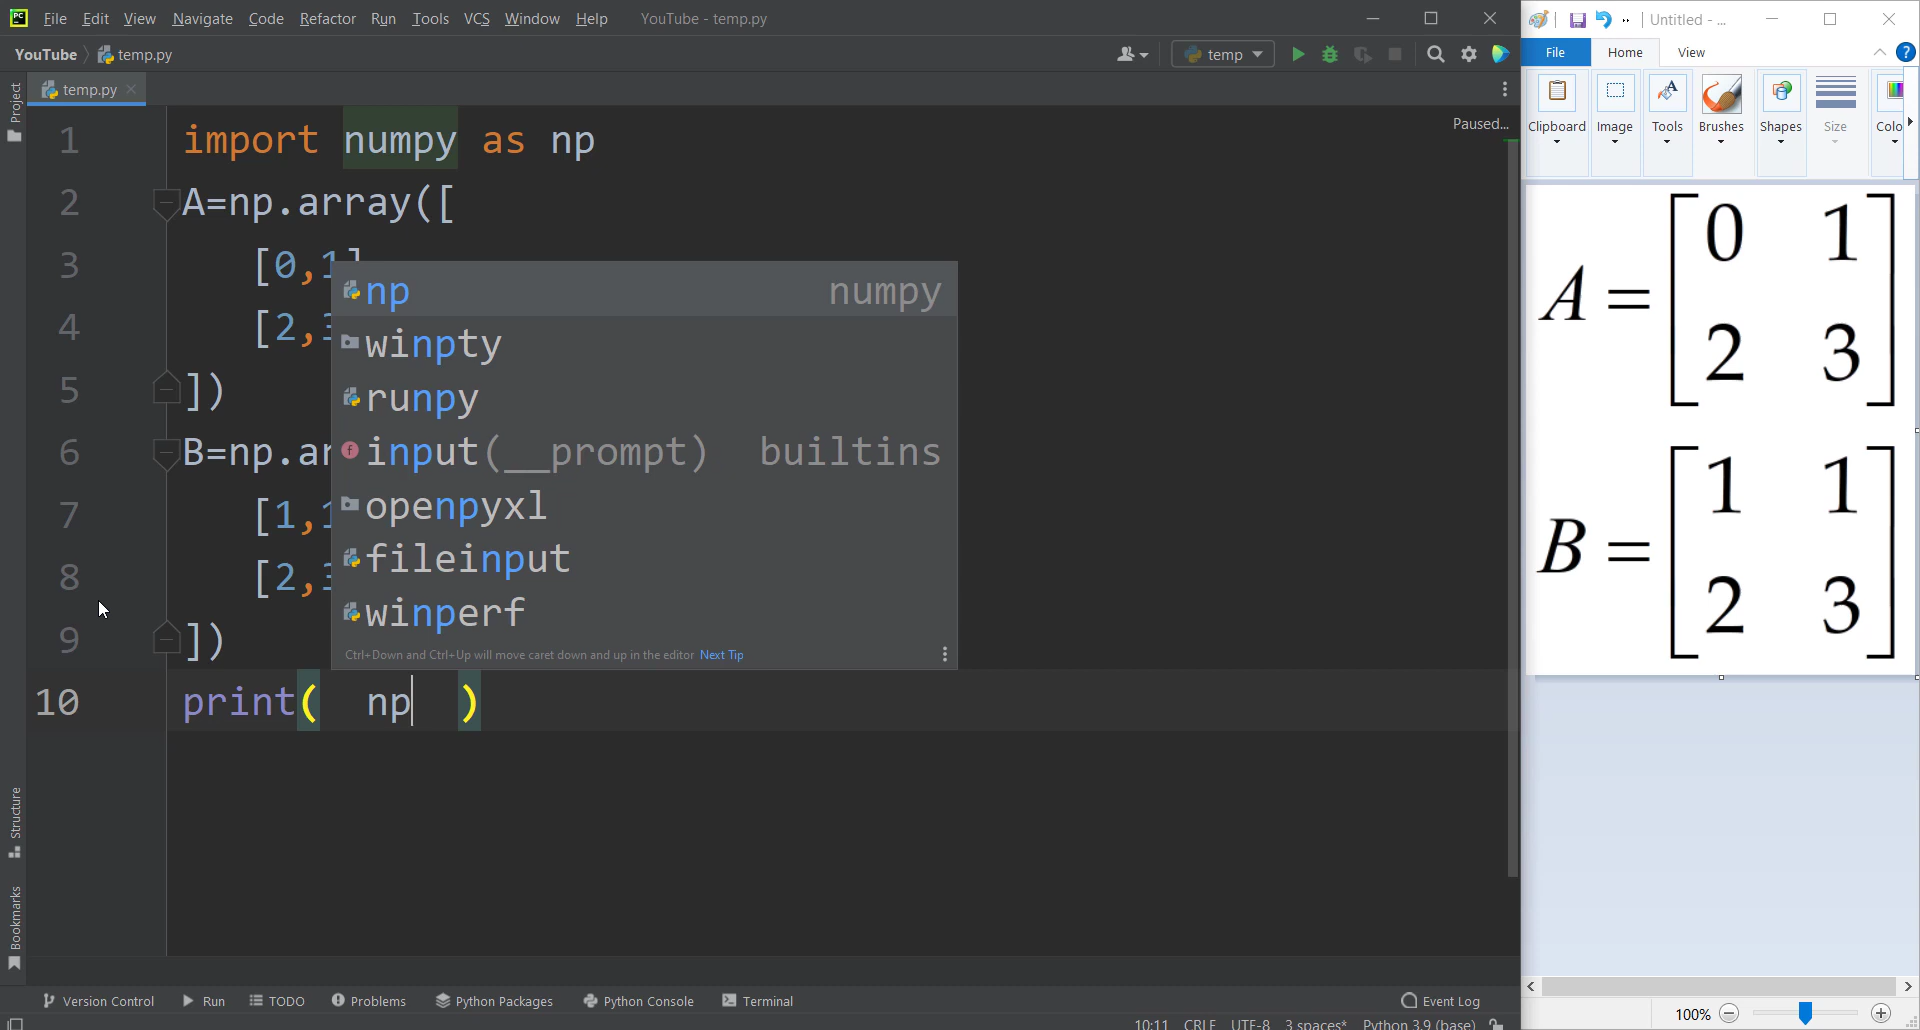 File Edit View Navigate Code Refactor Run Tools VCS Window Help YouTube - temp.py
YouTube temp.py
temp
Project
temp.py
Paused...
1 import numpy as np
2 A=np.array([
3 [0,1]
4 [2,3
5 ])
6 B=np.ar
7 [1,1
8 [2,3
9 ])
10 print( np )
np numpy
winpty
runpy
input(__prompt) builtins
openpyxl
fileinput
winperf
Ctrl+Down and Ctrl+Up will move caret down and up in the editor Next Tip
Structure
Bookmarks
Version Control Run TODO Problems Python Packages Python Console Terminal Event Log
10:11 CRLF UTF-8 3 spaces* Python 3.9 (base)
Untitled - ...
File Home View
Clipboard Image Tools Brushes Shapes Size Colo
A = [ 0 1
2 3 ]
B = [ 1 1
2 3 ]
100%